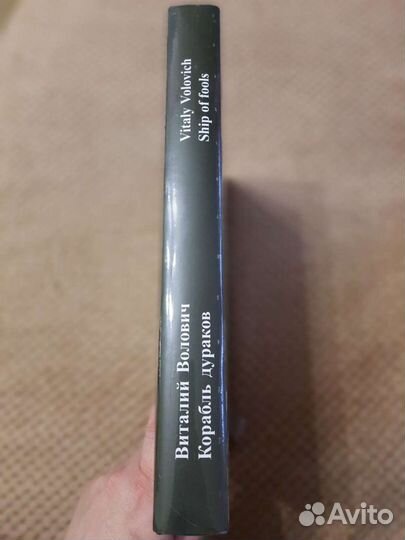 Vitaly Volovich
Ship of fools
Виталий Волович
Корабль дураков
Avito